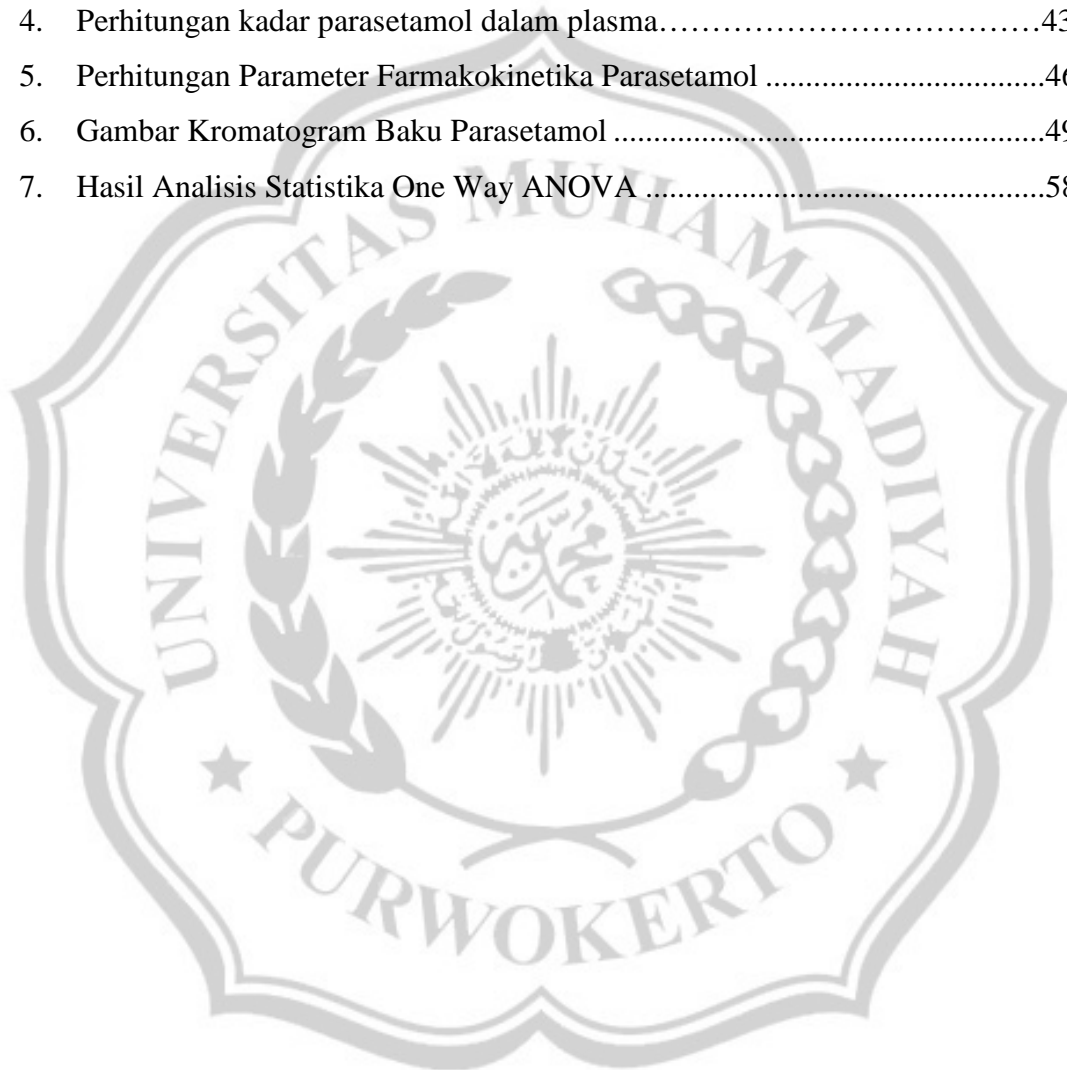 4. Perhitungan kadar parasetamol dalam plasma……………………………….43
5. Perhitungan Parameter Farmakokinetika Parasetamol ...................................46
6. Gambar Kromatogram Baku Parasetamol .........................................................49
7. Hasil Analisis Statistika One Way ANOVA ..................................................58
UNIVERSITAS MUHAMMADIYAH
PURWOKERTO